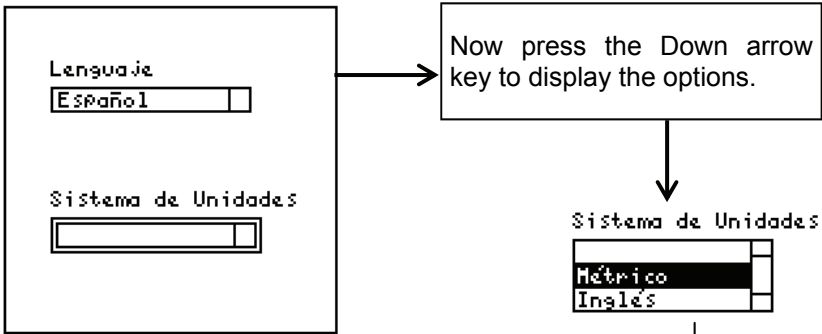 Lenguaje
Español
Sistema de Unidades
Now press the Down arrow
key to display the options.
Sistema de Unidades
Métrico
Inglés